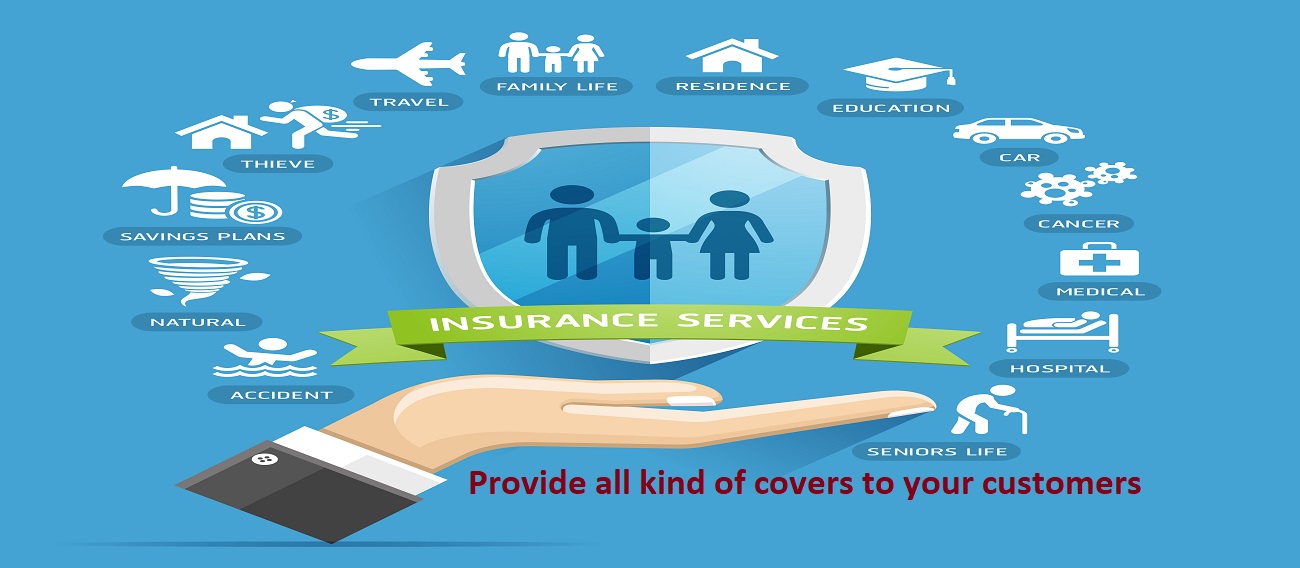 TRAVEL
FAMILY LIFE
RESIDENCE
EDUCATION
THIEVE
CAR
SAVINGS PLANS
CANCER
NATURAL
MEDICAL
INSURANCE SERVICES
ACCIDENT
HOSPITAL
SENIORS LIFE
Provide all kind of covers to your customers